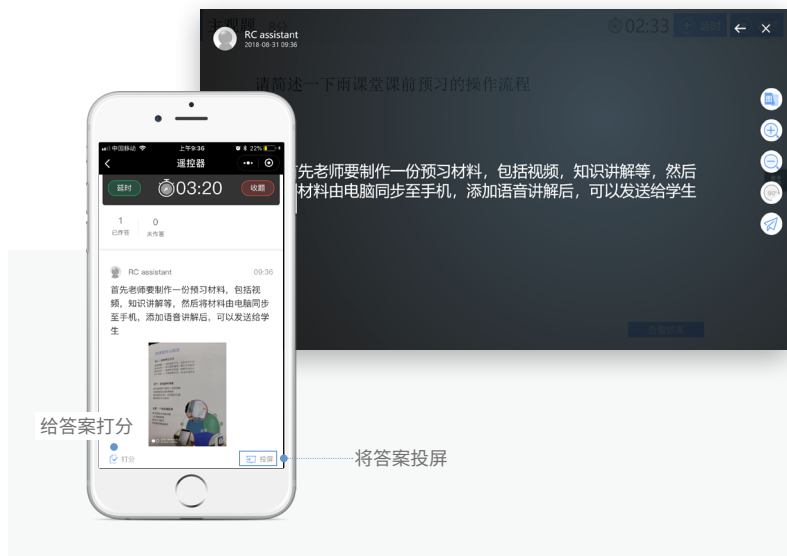 主观题
02:33
延时
RC assistant
2018-08-31 09:36
请简述一下雨课堂课前预习的操作流程
先老师要制作一份预习材料，包括视频，知识讲解等，然后
材料由电脑同步至手机，添加语音讲解后，可以发送给学生
中国移动
上午9:36
22%
遥控器
延时
03:20
收题
1
已作答
0
未作答
RC assistant
09:36
首先老师要制作一份预习材料，包括视
频，知识讲解等，然后将材料由电脑同步
至手机，添加语音讲解后，可以发送给学
生
给答案打分
打分
投屏
将答案投屏